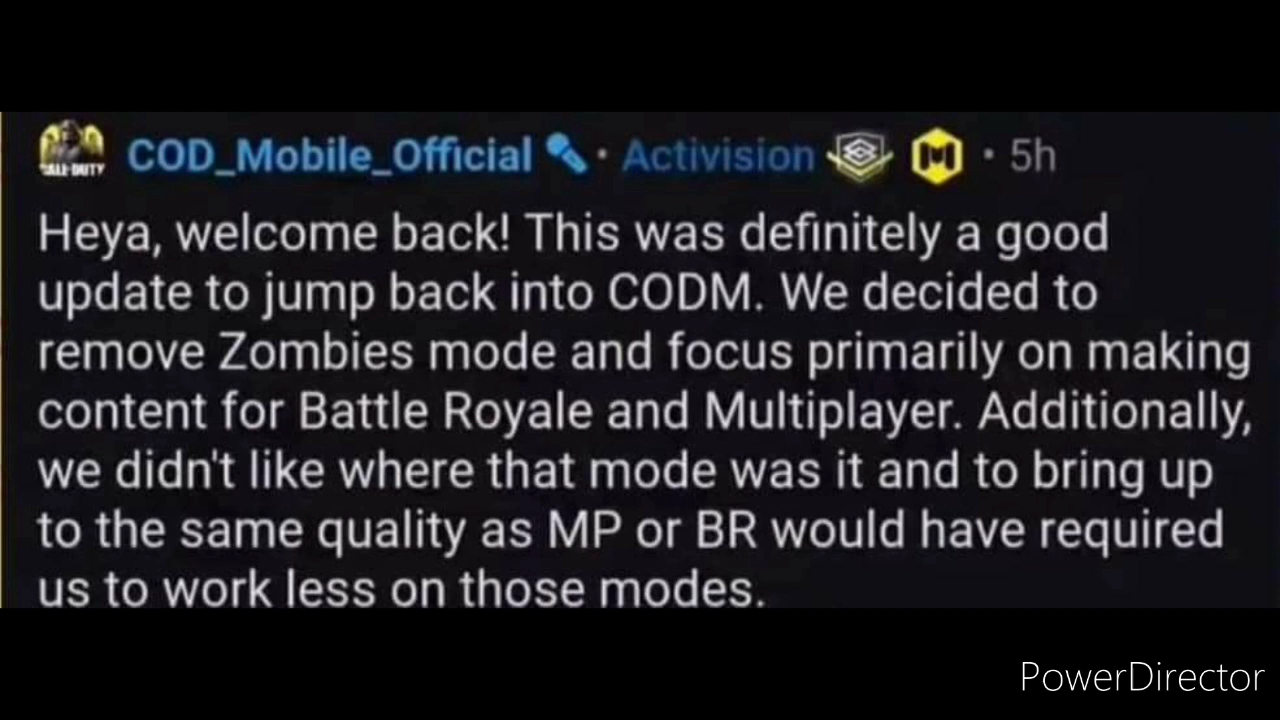 CALL DUTY
COD_Mobile_Official · Activision · 5h
Heya, welcome back! This was definitely a good
update to jump back into CODM. We decided to
remove Zombies mode and focus primarily on making
content for Battle Royale and Multiplayer. Additionally,
we didn't like where that mode was it and to bring up
to the same quality as MP or BR would have required
us to work less on those modes.
PowerDirector